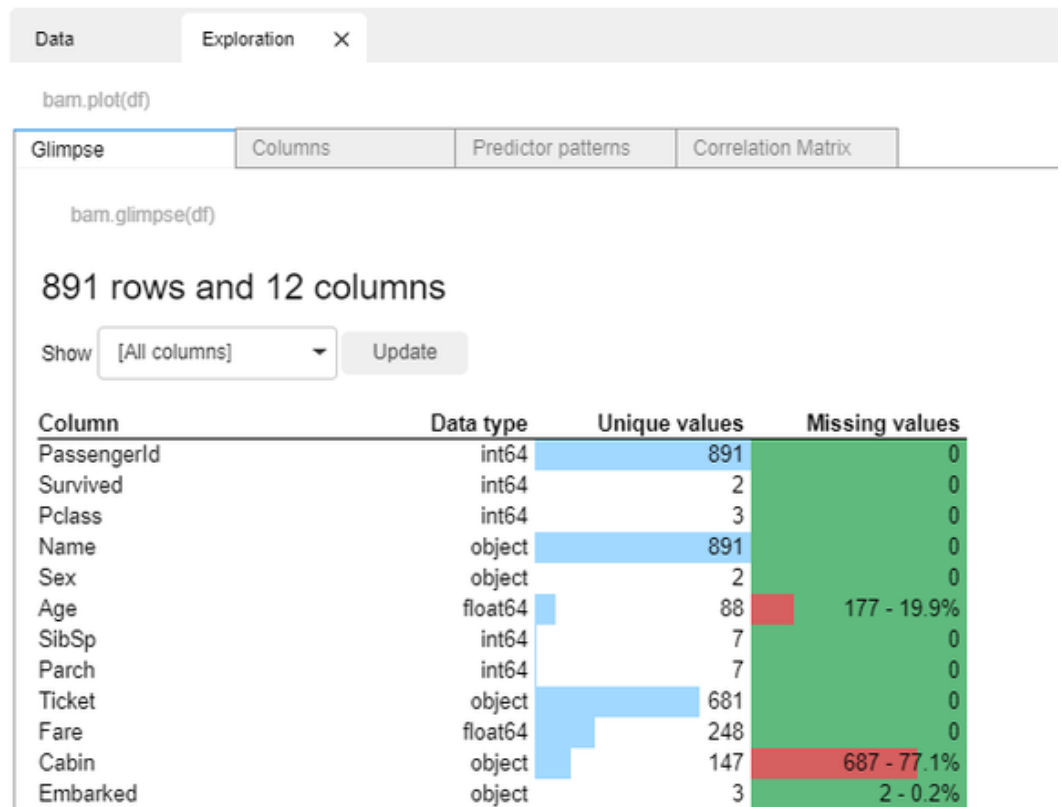 Data Exploration ×
bam.plot(df)
Glimpse Columns Predictor patterns Correlation Matrix
bam.glimpse(df)
891 rows and 12 columns
Show [All columns] Update
Column Data type Unique values Missing values
PassengerId int64 891 0
Survived int64 2 0
Pclass int64 3 0
Name object 891 0
Sex object 2 0
Age float64 88 177 - 19.9%
SibSp int64 7 0
Parch int64 7 0
Ticket object 681 0
Fare float64 248 0
Cabin object 147 687 - 77.1%
Embarked object 3 2 - 0.2%